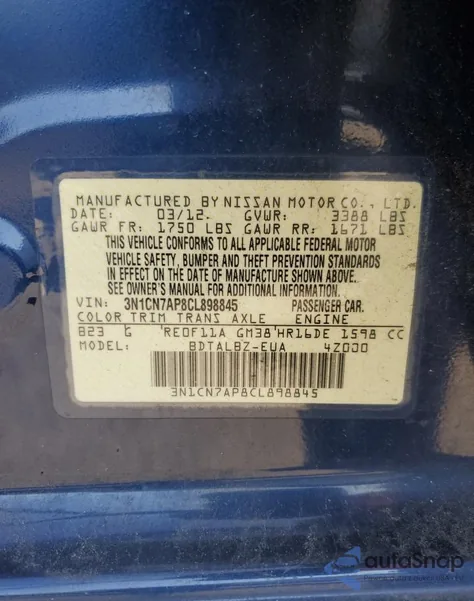 MANUFACTURED BY NISSAN MOTOR CO., LTD.
DATE: 03/12. GVWR: 3388 LBS
GAWR FR: 1750 LBS GAWR RR: 1671 LBS
THIS VEHICLE CONFORMS TO ALL APPLICABLE FEDERAL MOTOR
VEHICLE SAFETY, BUMPER AND THEFT PREVENTION STANDARDS
IN EFFECT ON THE DATE OF MANUFACTURE SHOWN ABOVE.
SEE OWNER'S MANUAL FOR ADDITIONAL INFORMATION.
VIN: 3N1CN7AP8CL898845 PASSENGER CAR.
COLOR TRIM TRANS AXLE ENGINE
B23 G RE0F11A GM38 HR16DE 1598 CC
BDTALBZ-EUA 4Z000
3N1CN7AP8CL898845
autoSnap